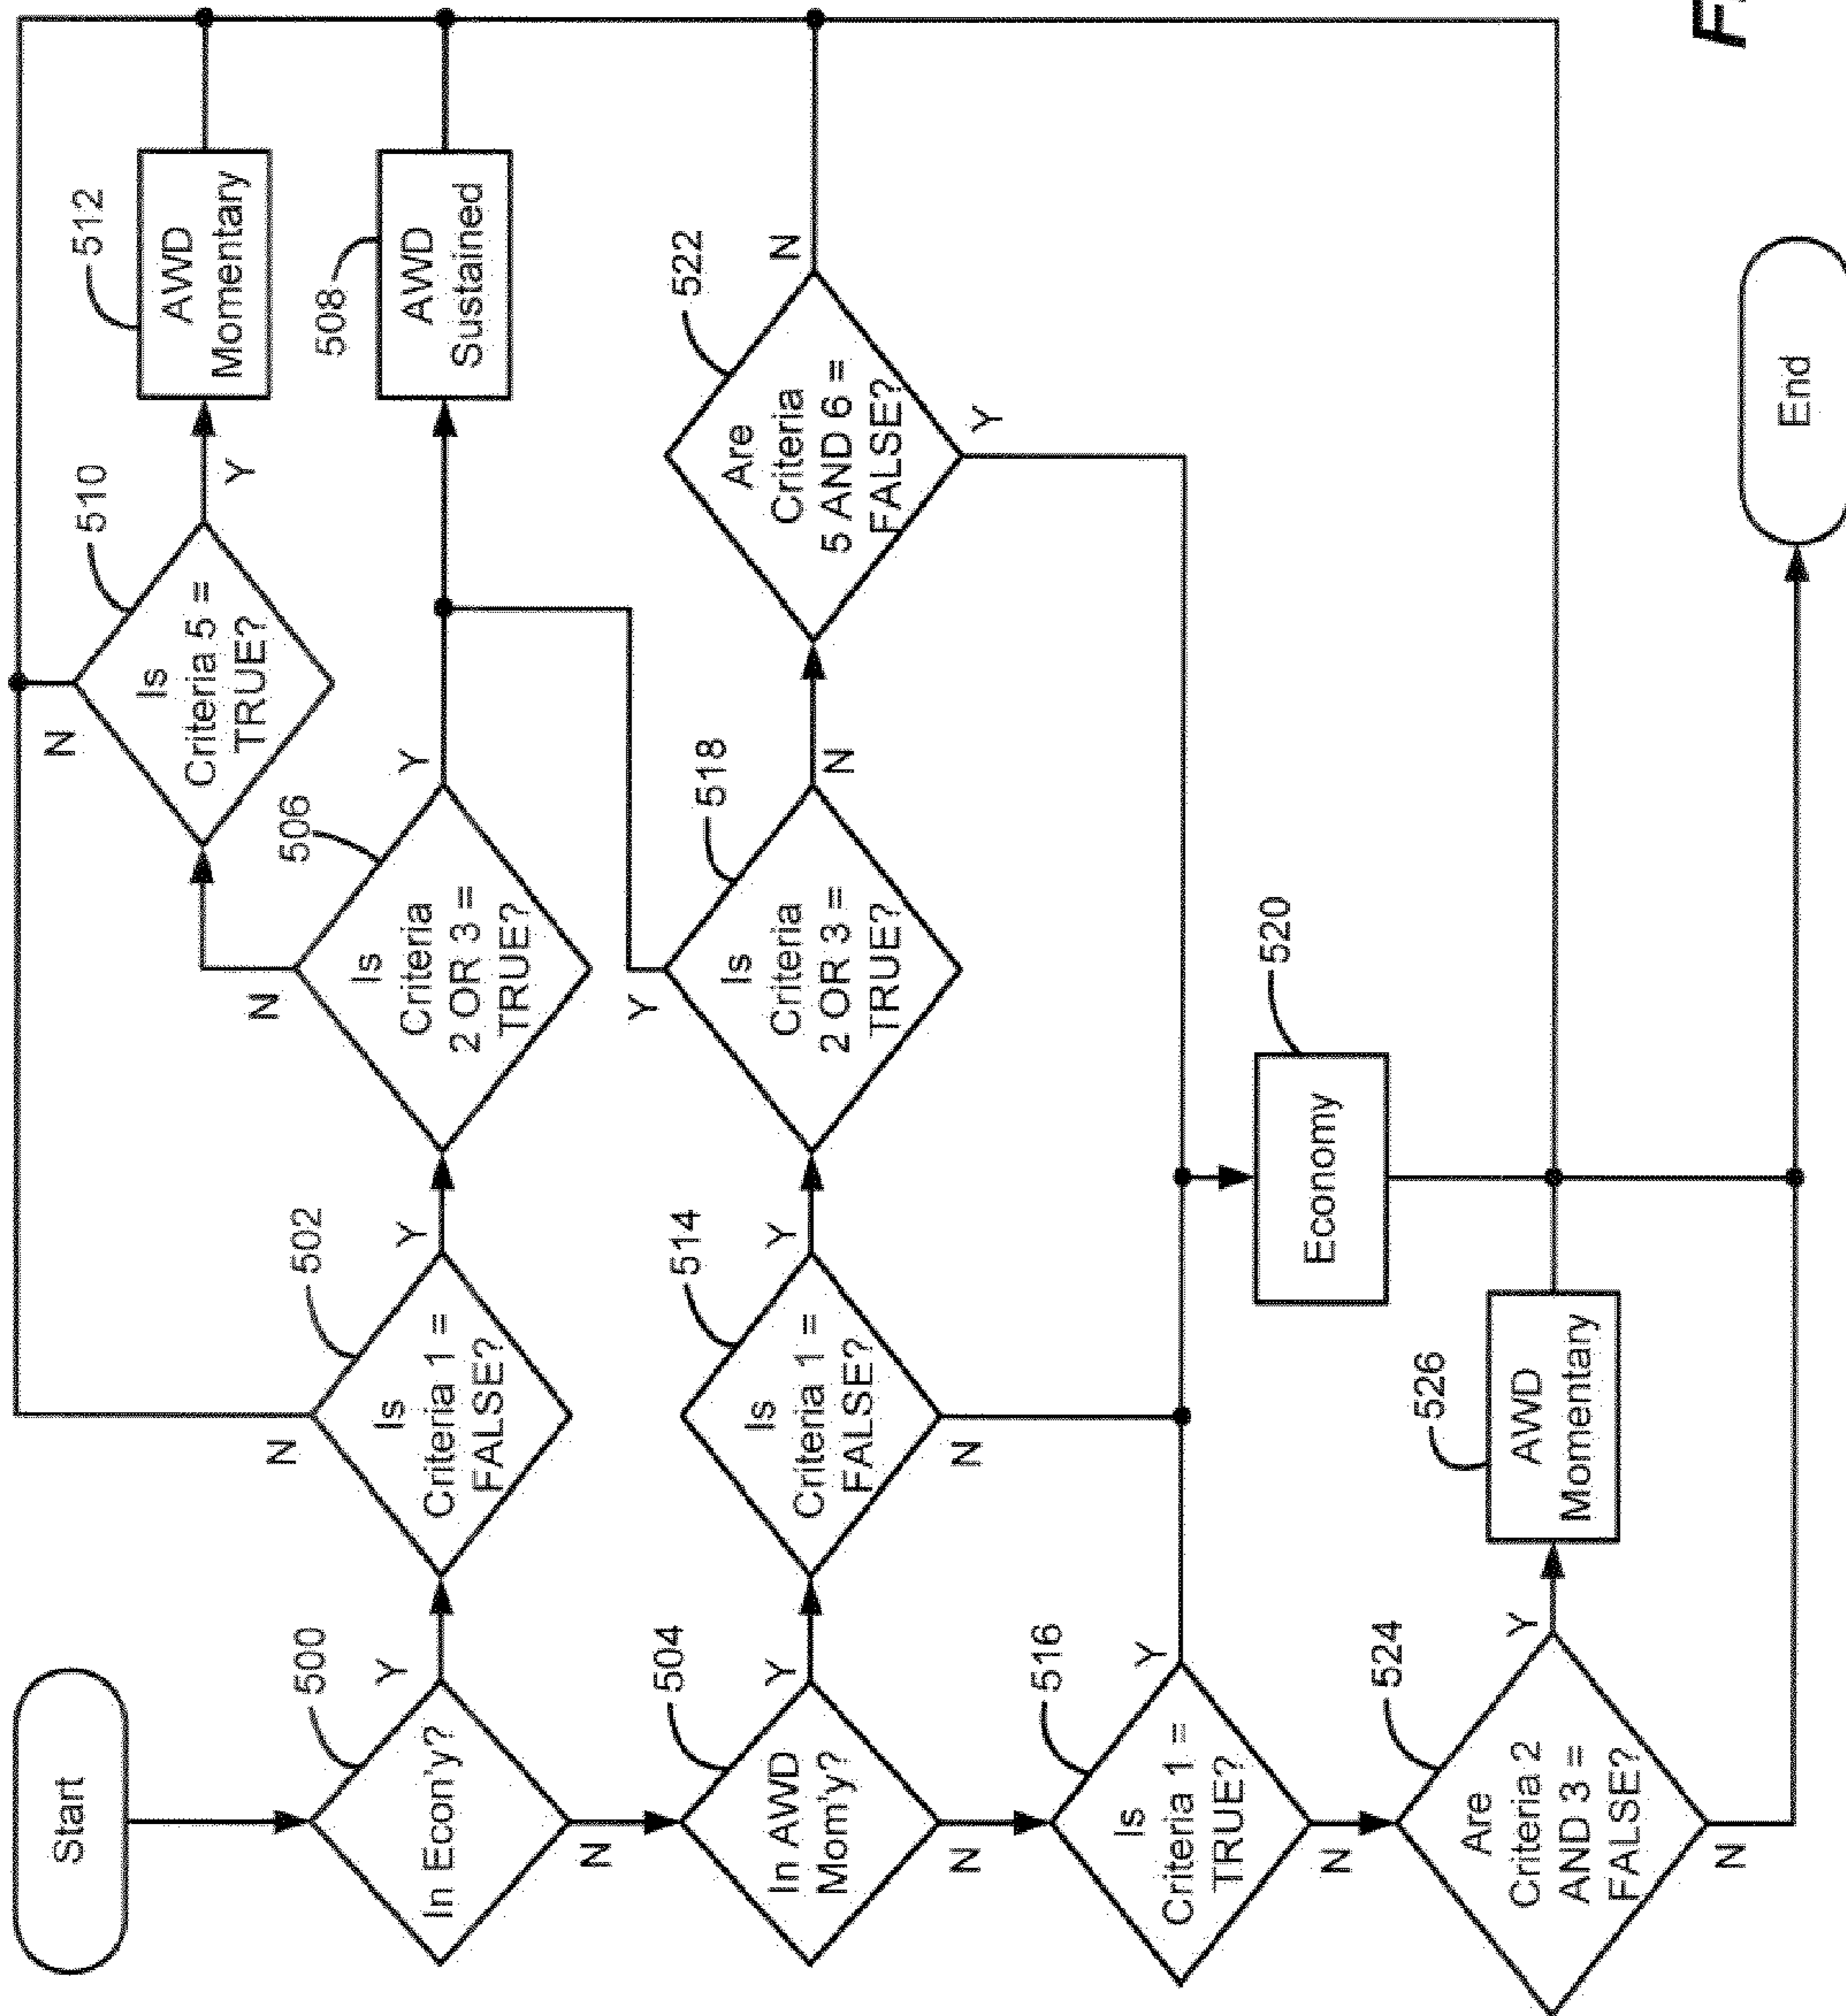 Start
500
In Econ'y?
Y
N
502
Is
Criteria 1 =
FALSE?
Y
N
506
Is
Criteria
2 OR 3 =
TRUE?
Y
N
510
Is
Criteria 5 =
TRUE?
N
Y
512
AWD
Momentary
508
AWD
Sustained
504
In AWD
Mom'y?
Y
N
514
Is
Criteria 1 =
FALSE?
Y
N
518
Is
Criteria
2 OR 3 =
TRUE?
Y
N
522
Are
Criteria
5 AND 6 =
FALSE?
N
Y
516
Is
Criteria 1 =
TRUE?
Y
N
520
Economy
524
Are
Criteria 2
AND 3 =
FALSE?
Y
N
526
AWD
Momentary
End